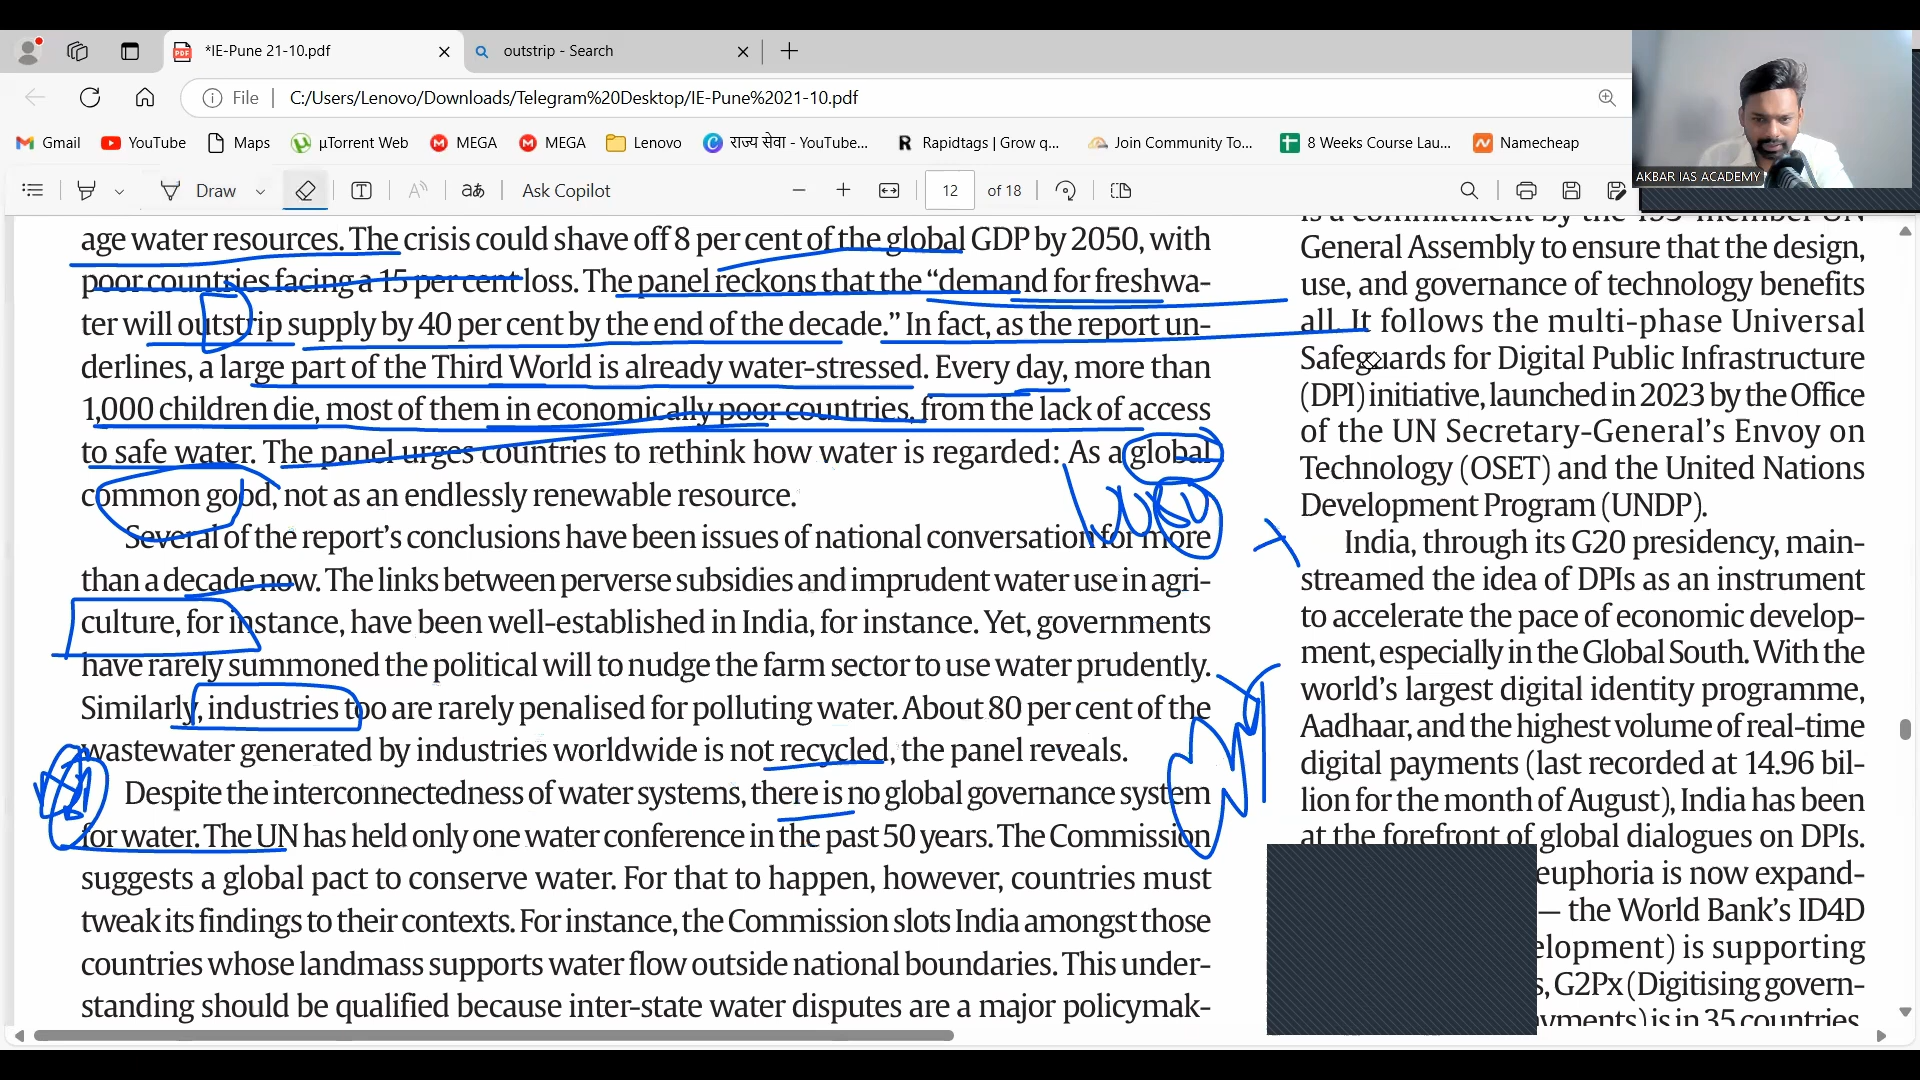 *IE-Pune 21-10.pdf
outstrip - Search
File
C:/Users/Lenovo/Downloads/Telegram%20Desktop/IE-Pune%2021-10.pdf
Gmail
YouTube
Maps
µTorrent Web
MEGA
MEGA
Lenovo
राज्य सेवा - YouTube...
Rapidtags | Grow q...
Join Community To...
8 Weeks Course Lau...
Namecheap
AKBAR IAS ACADEMY
Draw
Ask Copilot
12
of 18
age water resources. The crisis could shave off 8 per cent of the global GDP by 2050, with
poor countries facing a 15 per cent loss. The panel reckons that the “demand for freshwa-
ter will outstrip supply by 40 per cent by the end of the decade.” In fact, as the report un-
derlines, a large part of the Third World is already water-stressed. Every day, more than
1,000 children die, most of them in economically poor countries, from the lack of access
to safe water. The panel urges countries to rethink how water is regarded: As a global
common good, not as an endlessly renewable resource.
Several of the report’s conclusions have been issues of national conversation for more
than a decade now. The links between perverse subsidies and imprudent water use in agri-
culture, for instance, have been well-established in India, for instance. Yet, governments
have rarely summoned the political will to nudge the farm sector to use water prudently.
Similarly, industries too are rarely penalised for polluting water. About 80 per cent of the
wastewater generated by industries worldwide is not recycled, the panel reveals.
Despite the interconnectedness of water systems, there is no global governance system
for water. The UN has held only one water conference in the past 50 years. The Commission
suggests a global pact to conserve water. For that to happen, however, countries must
tweak its findings to their contexts. For instance, the Commission slots India amongst those
countries whose landmass supports water flow outside national boundaries. This under-
standing should be qualified because inter-state water disputes are a major policymak-
is a commitment by the 193-member UN
General Assembly to ensure that the design,
use, and governance of technology benefits
all. It follows the multi-phase Universal
Safeguards for Digital Public Infrastructure
(DPI) initiative, launched in 2023 by the Office
of the UN Secretary-General’s Envoy on
Technology (OSET) and the United Nations
Development Program (UNDP).
India, through its G20 presidency, main-
streamed the idea of DPIs as an instrument
to accelerate the pace of economic develop-
ment, especially in the Global South. With the
world’s largest digital identity programme,
Aadhaar, and the highest volume of real-time
digital payments (last recorded at 14.96 bil-
lion for the month of August), India has been
at the forefront of global dialogues on DPIs.
euphoria is now expand-
— the World Bank’s ID4D
elopment) is supporting
s, G2Px (Digitising govern-
yments) is in 35 countries.